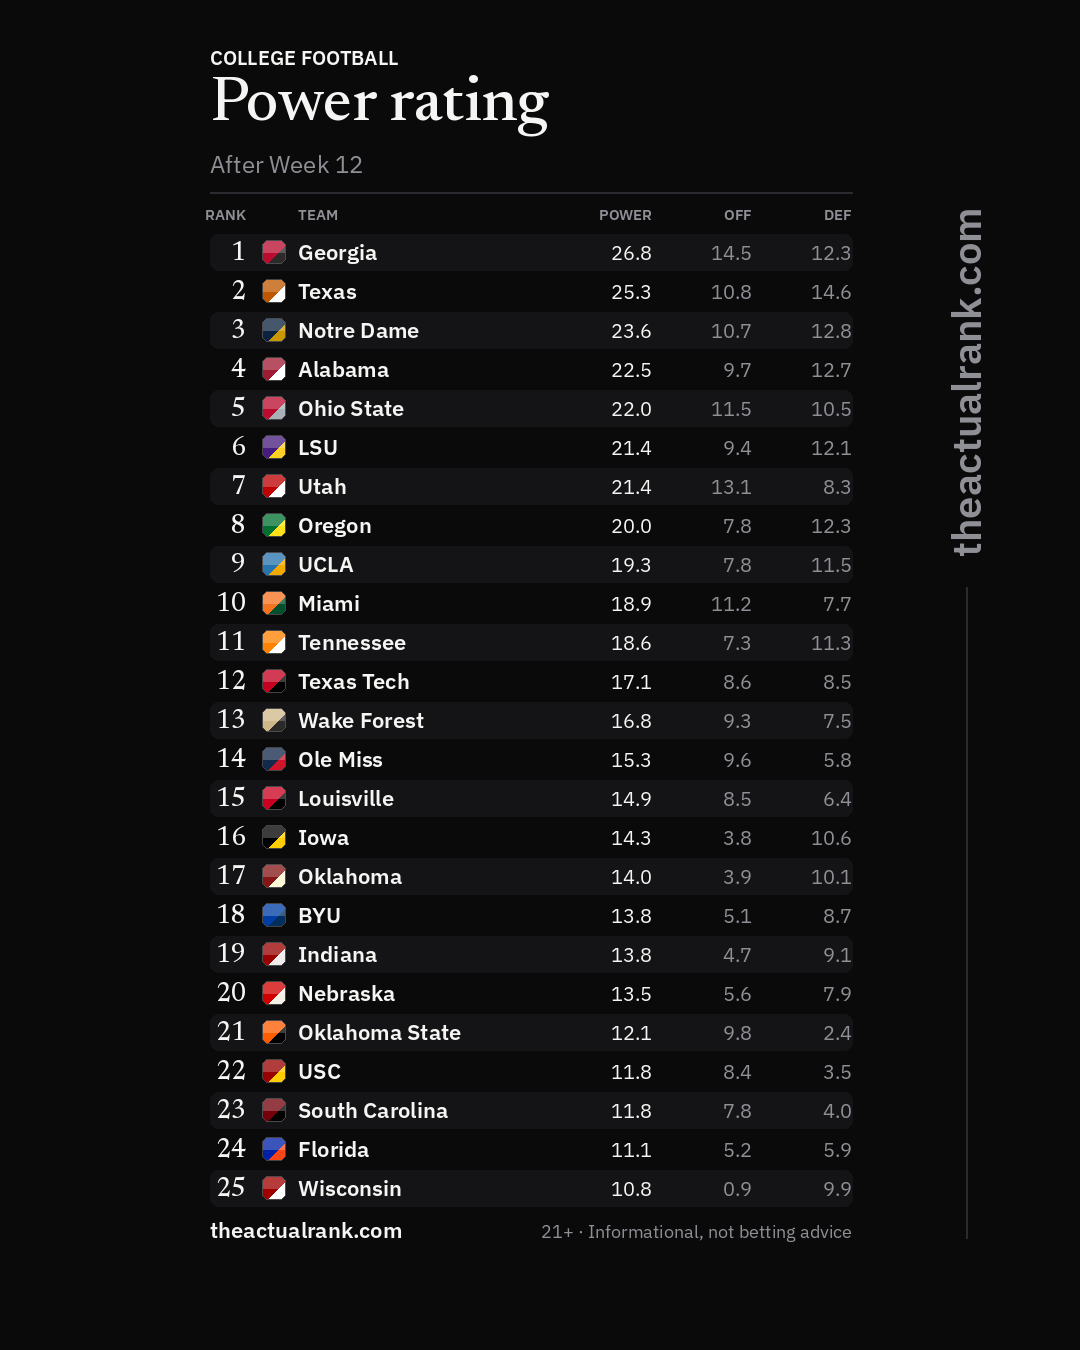 COLLEGE FOOTBALL
Power rating
After Week 12
RANK TEAM POWER OFF DEF
1 Georgia 26.8 14.5 12.3
2 Texas 25.3 10.8 14.6
3 Notre Dame 23.6 10.7 12.8
4 Alabama 22.5 9.7 12.7
5 Ohio State 22.0 11.5 10.5
6 LSU 21.4 9.4 12.1
7 Utah 21.4 13.1 8.3
8 Oregon 20.0 7.8 12.3
9 UCLA 19.3 7.8 11.5
10 Miami 18.9 11.2 7.7
11 Tennessee 18.6 7.3 11.3
12 Texas Tech 17.1 8.6 8.5
13 Wake Forest 16.8 9.3 7.5
14 Ole Miss 15.3 9.6 5.8
15 Louisville 14.9 8.5 6.4
16 Iowa 14.3 3.8 10.6
17 Oklahoma 14.0 3.9 10.1
18 BYU 13.8 5.1 8.7
19 Indiana 13.8 4.7 9.1
20 Nebraska 13.5 5.6 7.9
21 Oklahoma State 12.1 9.8 2.4
22 USC 11.8 8.4 3.5
23 South Carolina 11.8 7.8 4.0
24 Florida 11.1 5.2 5.9
25 Wisconsin 10.8 0.9 9.9
theactualrank.com 21+ · Informational, not betting advice
theactualrank.com